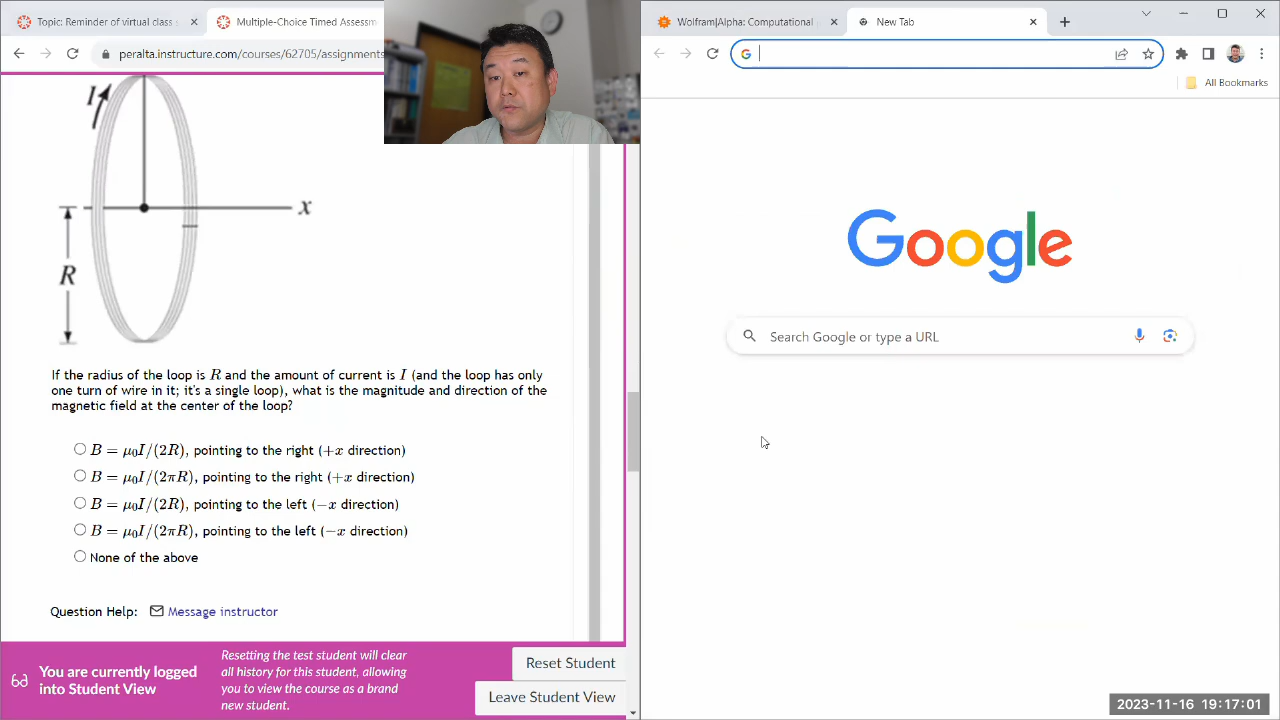 Topic: Reminder of virtual class
Multiple-Choice Timed Assessm
Wolfram|Alpha: Computational
New Tab
peralta.instructure.com/courses/62705/assignments
All Bookmarks
I
x
R
Google
Search Google or type a URL
If the radius of the loop is R and the amount of current is I (and the loop has only
one turn of wire in it; it's a single loop), what is the magnitude and direction of the
magnetic field at the center of the loop?
B = μ₀I/(2R), pointing to the right (+x direction)
B = μ₀I/(2πR), pointing to the right (+x direction)
B = μ₀I/(2R), pointing to the left (−x direction)
B = μ₀I/(2πR), pointing to the left (−x direction)
None of the above
Question Help: Message instructor
You are currently logged
into Student View
Resetting the test student will clear
all history for this student, allowing
you to view the course as a brand
new student.
Reset Student
Leave Student View
2023-11-16 19:17:01